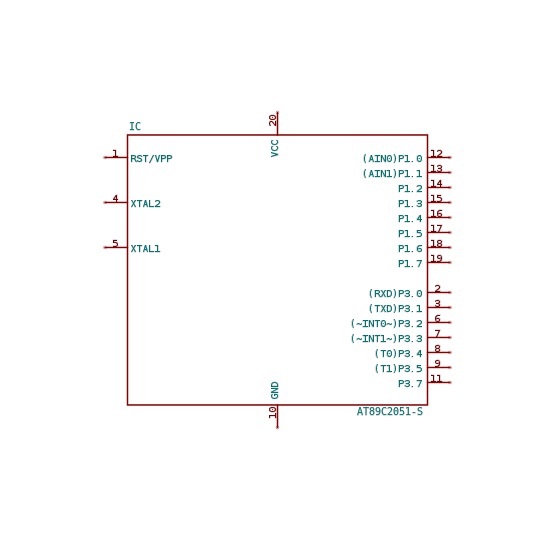 20
IC
VCC
1 RST/VPP
(AIN0)P1.0 12
(AIN1)P1.1 13
P1.2 14
4 XTAL2
P1.3 15
P1.4 16
P1.5 17
5 XTAL1
P1.6 18
P1.7 19
(RXD)P3.0 2
(TXD)P3.1 3
(~INT0~)P3.2 6
(~INT1~)P3.3 7
(T0)P3.4 8
(T1)P3.5 9
P3.7 11
GND
10
AT89C2051-S